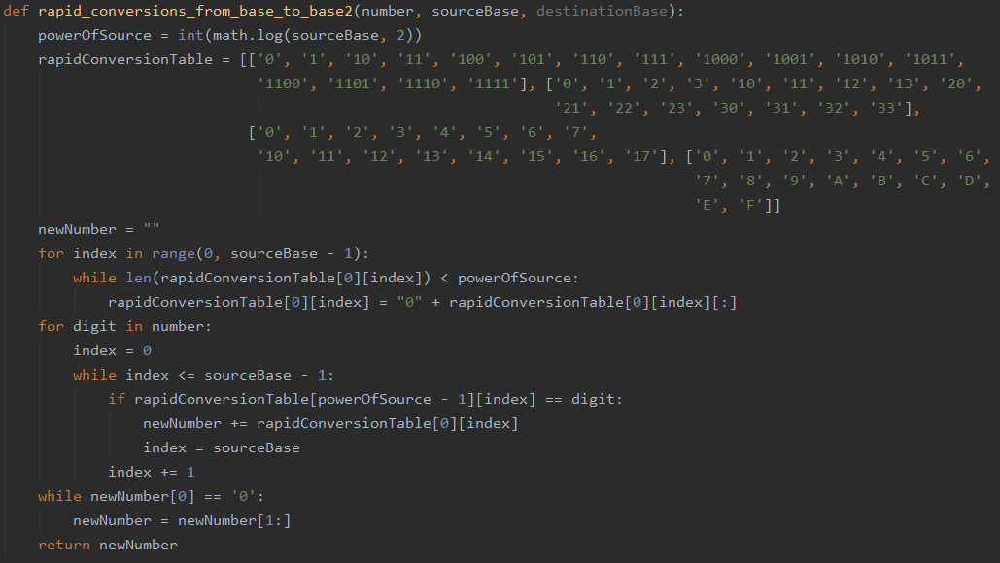 def rapid_conversions_from_base_to_base2(number, sourceBase, destinationBase):
    powerOfSource = int(math.log(sourceBase, 2))
    rapidConversionTable = [['0', '1', '10', '11', '100', '101', '110', '111', '1000', '1001', '1010', '1011',
                             '1100', '1101', '1110', '1111'], ['0', '1', '2', '3', '10', '11', '12', '13', '20',
                                                               '21', '22', '23', '30', '31', '32', '33'],
                            ['0', '1', '2', '3', '4', '5', '6', '7',
                             '10', '11', '12', '13', '14', '15', '16', '17'], ['0', '1', '2', '3', '4', '5', '6',
                                                                               '7', '8', '9', 'A', 'B', 'C', 'D',
                                                                               'E', 'F']]
    newNumber = ""
    for index in range(0, sourceBase - 1):
        while len(rapidConversionTable[0][index]) < powerOfSource:
            rapidConversionTable[0][index] = "0" + rapidConversionTable[0][index][:]
    for digit in number:
        index = 0
        while index <= sourceBase - 1:
            if rapidConversionTable[powerOfSource - 1][index] == digit:
                newNumber += rapidConversionTable[0][index]
                index = sourceBase
            index += 1
    while newNumber[0] == '0':
        newNumber = newNumber[1:]
    return newNumber